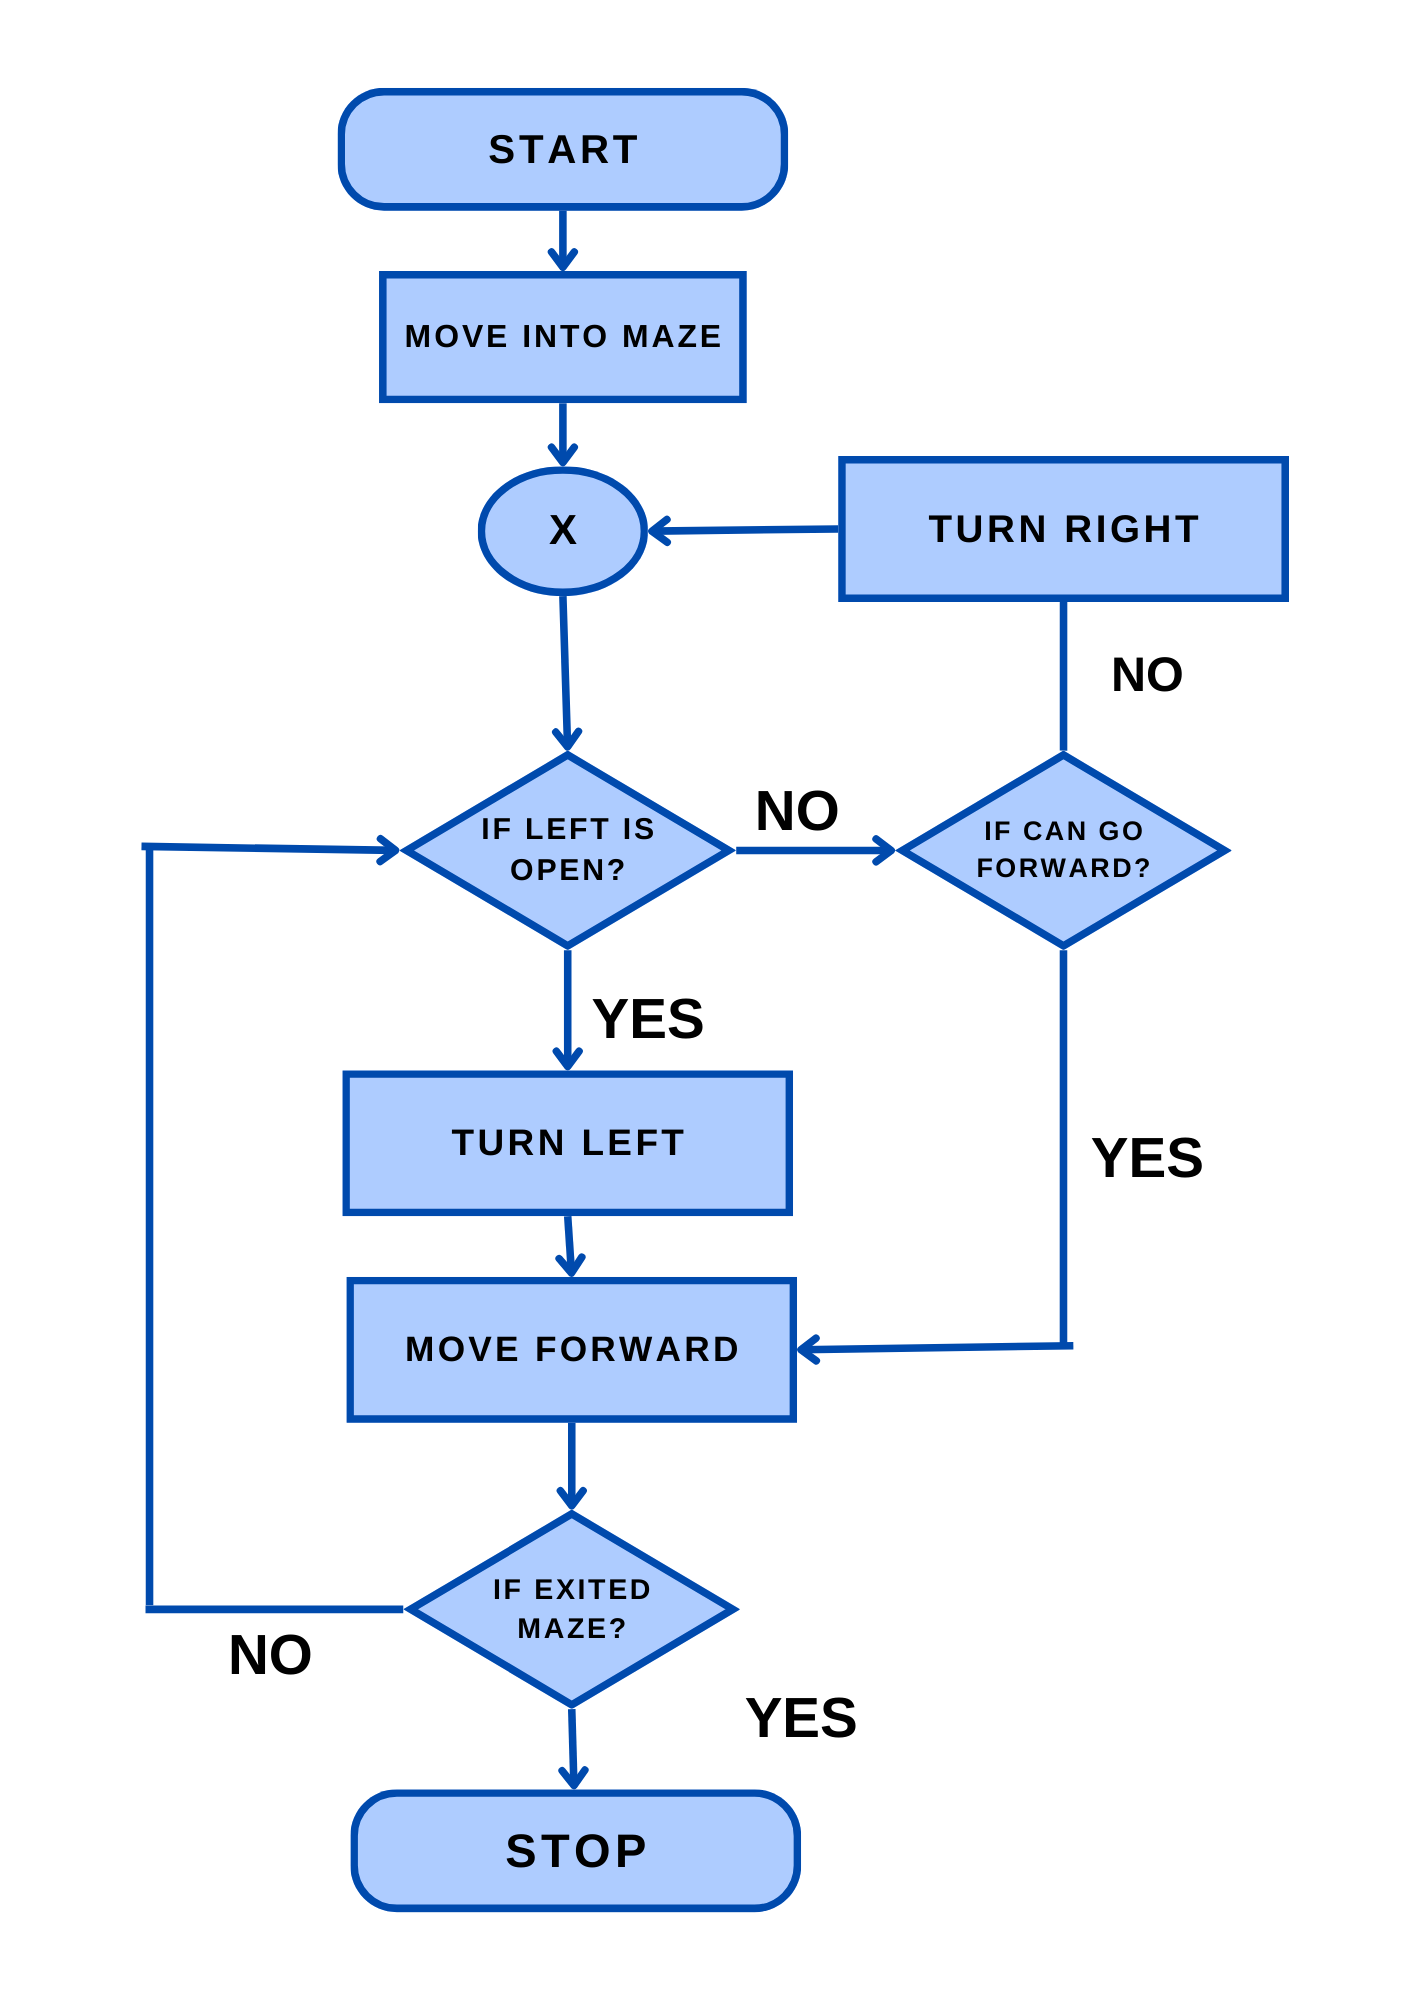 START
MOVE INTO MAZE
X
TURN RIGHT
NO
IF LEFT IS
OPEN?
NO
IF CAN GO
FORWARD?
YES
TURN LEFT
YES
MOVE FORWARD
IF EXITED
MAZE?
NO
YES
STOP